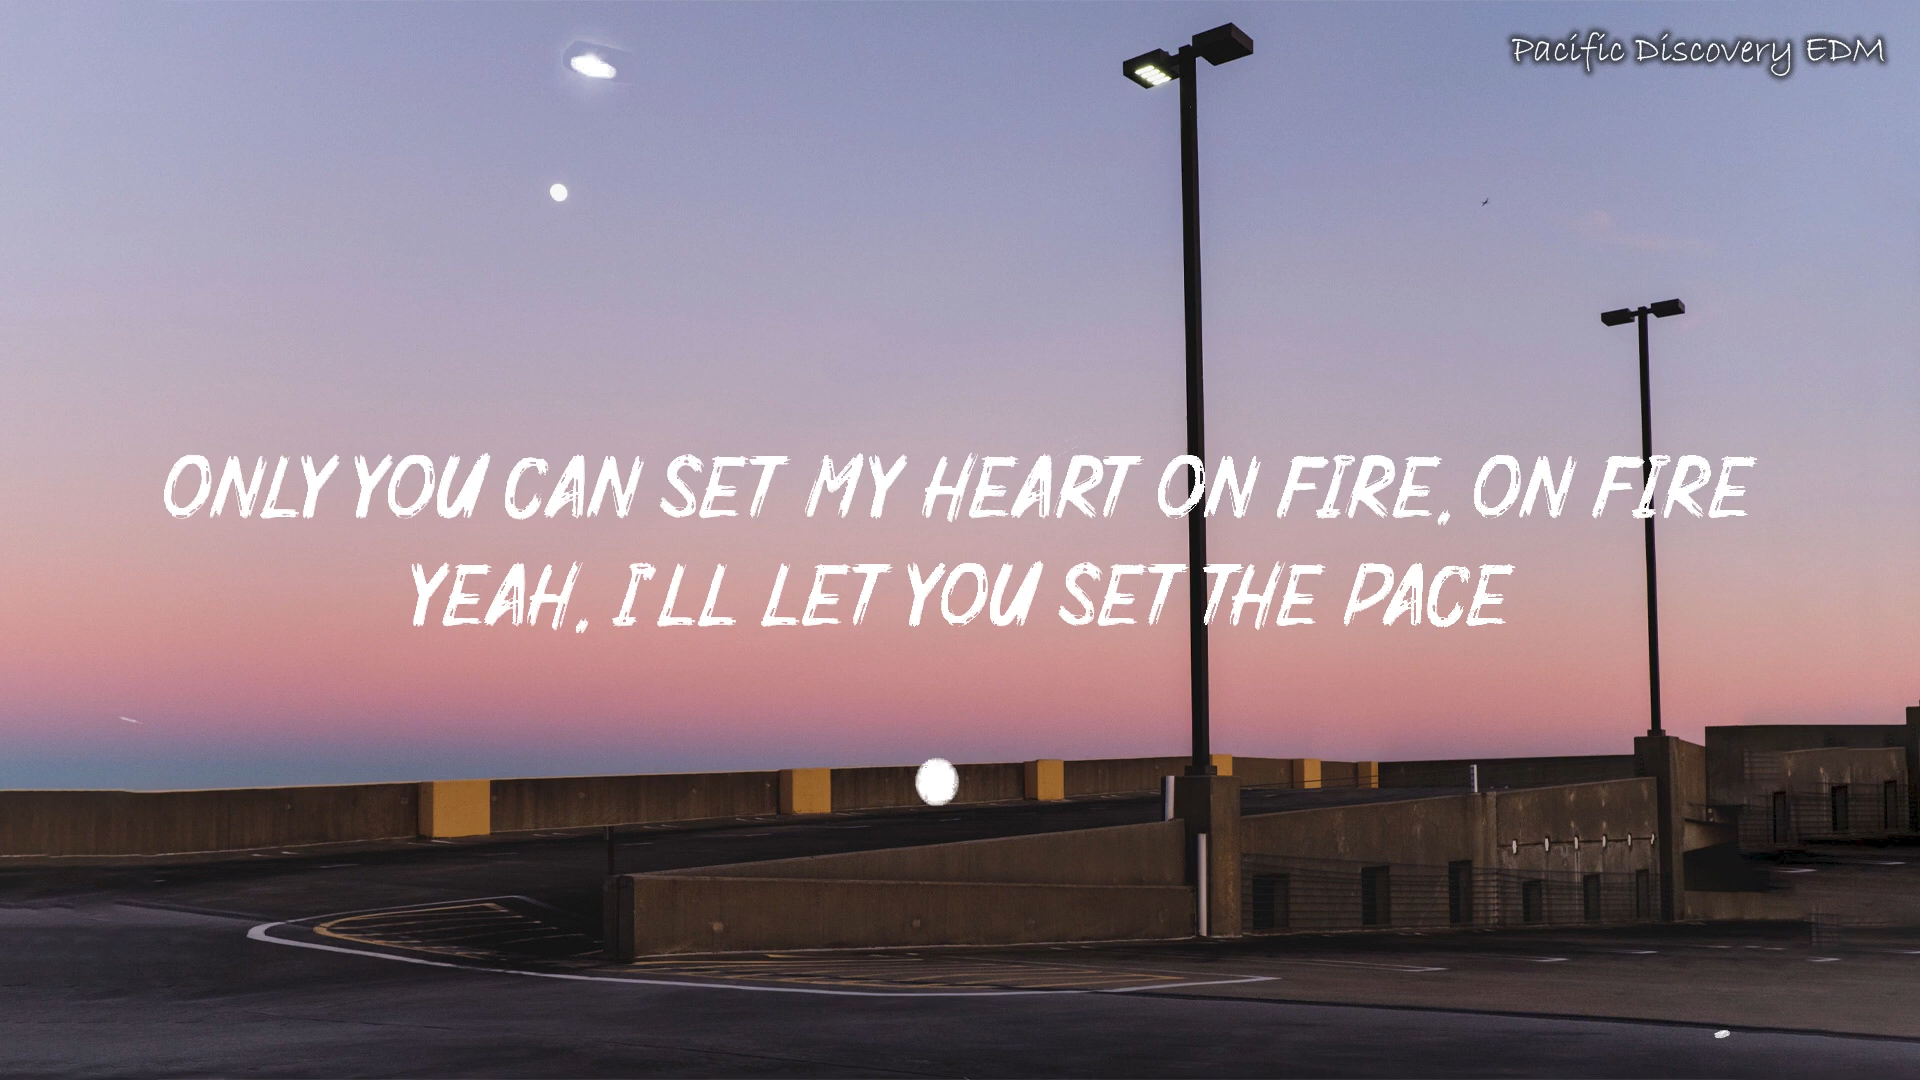 Pacific Discovery EDM
ONLY YOU CAN SET MY HEART ON FIRE, ON FIRE
YEAH, I'LL LET YOU SET THE PACE